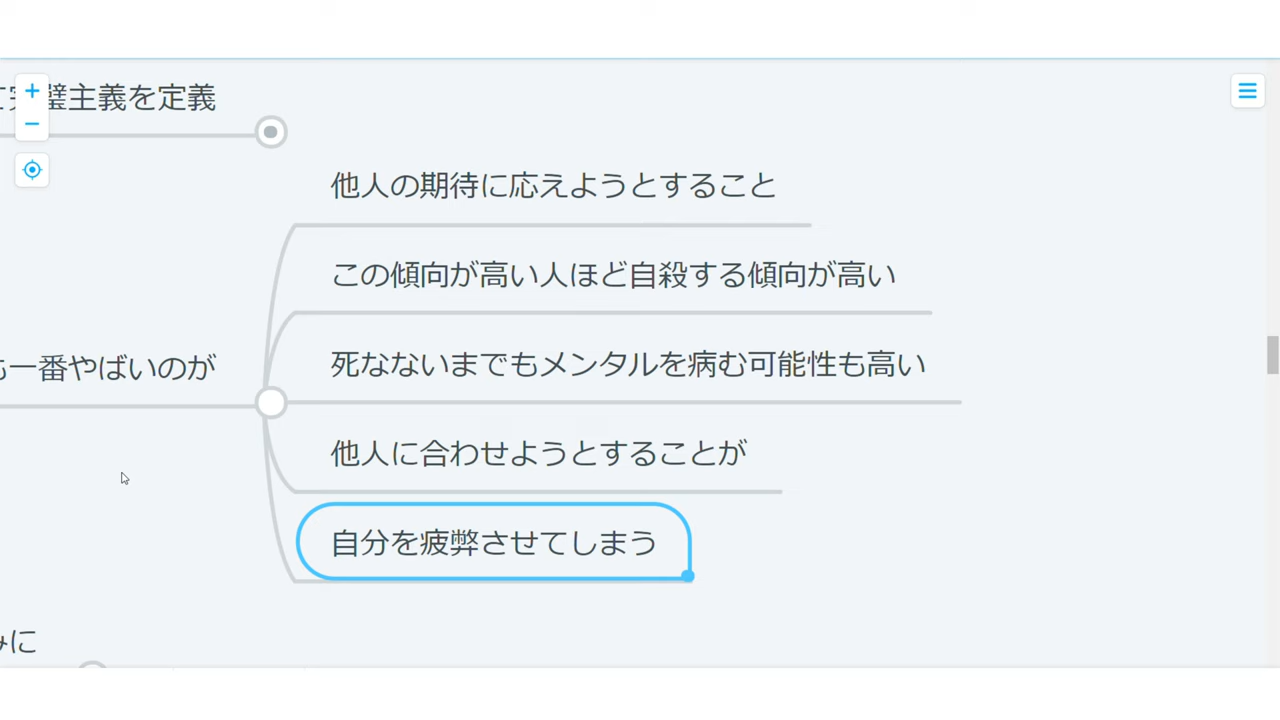 璧主義を定義
他人の期待に応えようとすること
この傾向が高い人ほど自殺する傾向が高い
も一番やばいのが
死なないまでもメンタルを病む可能性も高い
他人に合わせようとすることが
自分を疲弊させてしまう
みに